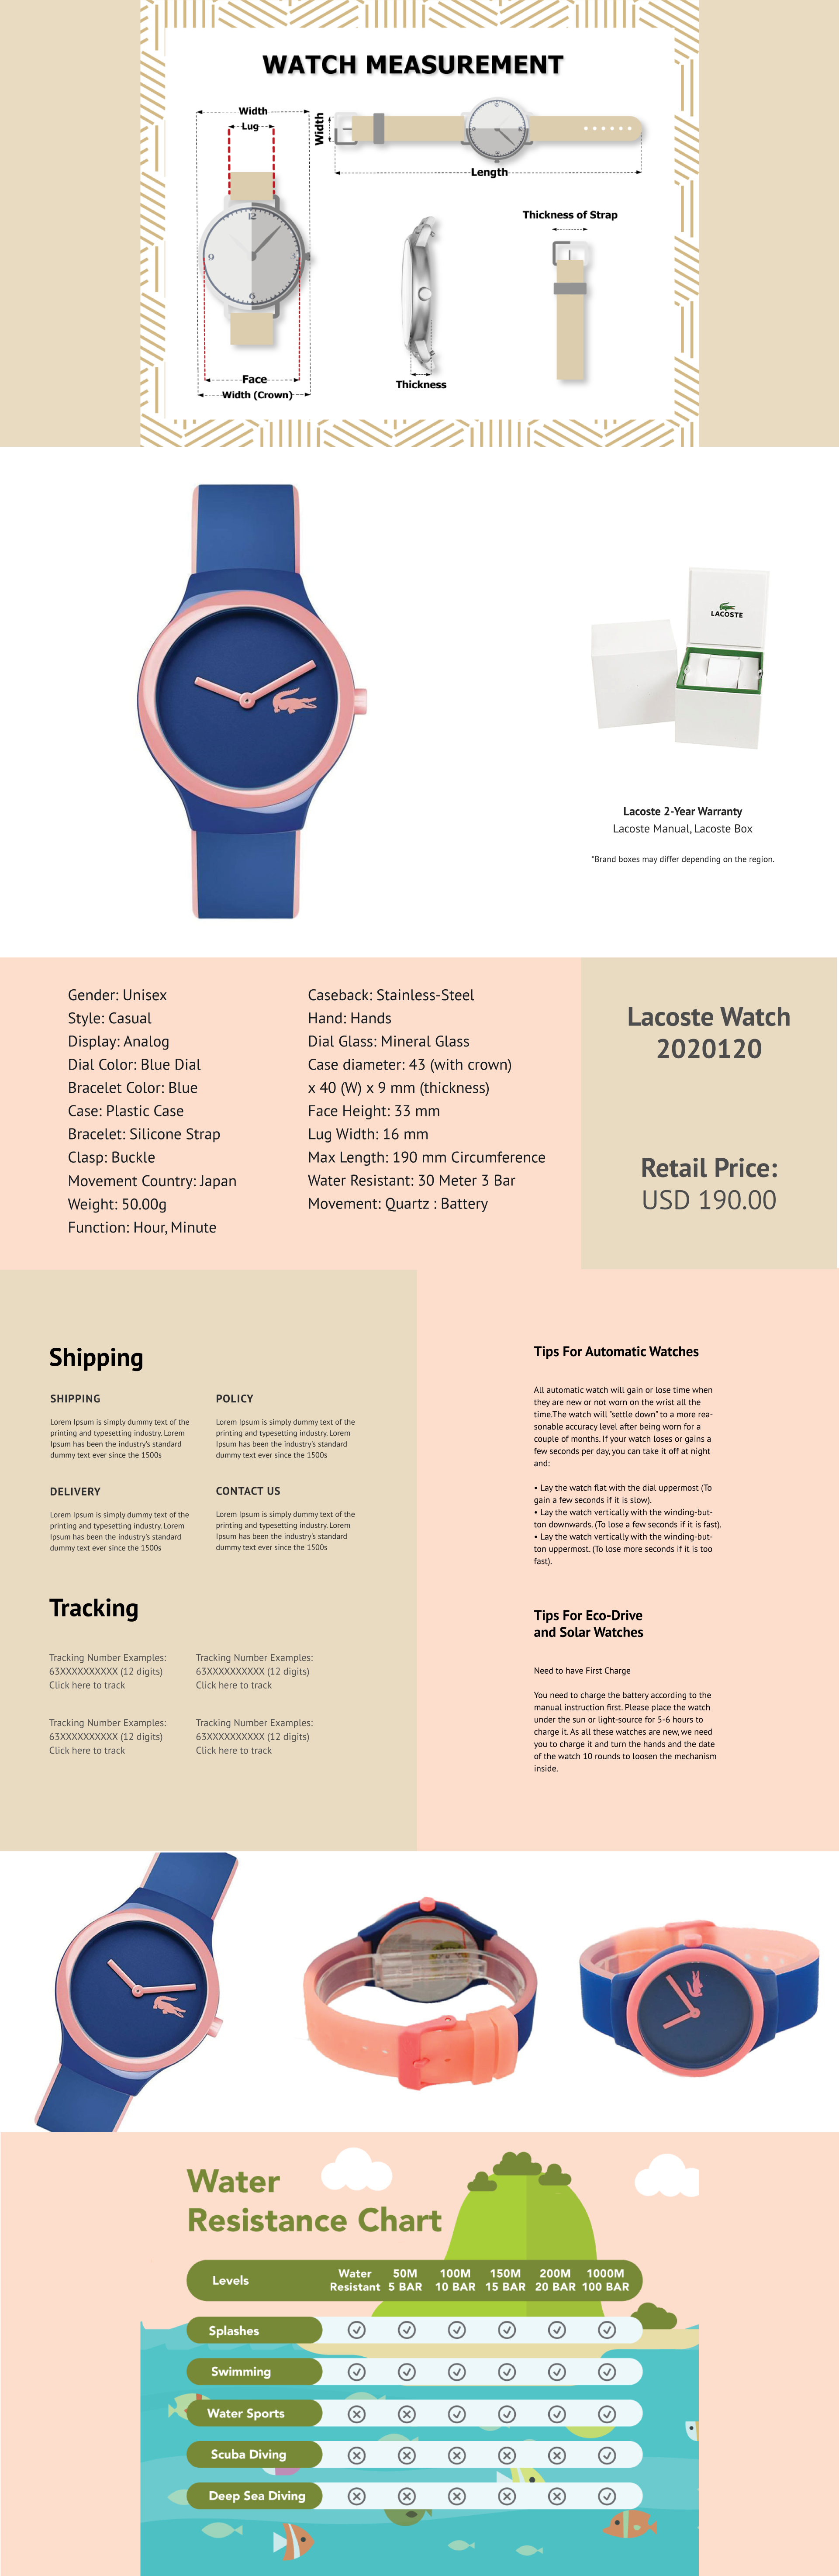 WATCH MEASUREMENT
Width
Lug
12
9
6
Face
Width (Crown)
Width
Length
Thickness
Thickness of Strap
LACOSTE
Lacoste 2-Year Warranty
Lacoste Manual, Lacoste Box
*Brand boxes may differ depending on the region.
Gender: Unisex
Style: Casual
Display: Analog
Dial Color: Blue Dial
Bracelet Color: Blue
Case: Plastic Case
Bracelet: Silicone Strap
Clasp: Buckle
Movement Country: Japan
Weight: 50.00g
Function: Hour, Minute
Caseback: Stainless-Steel
Hand: Hands
Dial Glass: Mineral Glass
Case diameter: 43 (with crown)
x 40 (W) x 9 mm (thickness)
Face Height: 33 mm
Lug Width: 16 mm
Max Length: 190 mm Circumference
Water Resistant: 30 Meter 3 Bar
Movement: Quartz : Battery
Lacoste Watch
2020120
Retail Price:
USD 190.00
Shipping
SHIPPING
Lorem Ipsum is simply dummy text of the
printing and typesetting industry. Lorem
Ipsum has been the industry's standard
dummy text ever since the 1500s
POLICY
Lorem Ipsum is simply dummy text of the
printing and typesetting industry. Lorem
Ipsum has been the industry's standard
dummy text ever since the 1500s
DELIVERY
Lorem Ipsum is simply dummy text of the
printing and typesetting industry. Lorem
Ipsum has been the industry's standard
dummy text ever since the 1500s
CONTACT US
Lorem Ipsum is simply dummy text of the
printing and typesetting industry. Lorem
Ipsum has been the industry's standard
dummy text ever since the 1500s
Tracking
Tracking Number Examples:
63XXXXXXXXXX (12 digits)
Click here to track
Tracking Number Examples:
63XXXXXXXXXX (12 digits)
Click here to track
Tracking Number Examples:
63XXXXXXXXXX (12 digits)
Click here to track
Tracking Number Examples:
63XXXXXXXXXX (12 digits)
Click here to track
Tips For Automatic Watches
All automatic watch will gain or lose time when
they are new or not worn on the wrist all the
time.The watch will "settle down" to a more rea-
sonable accuracy level after being worn for a
couple of months. If your watch loses or gains a
few seconds per day, you can take it off at night
and:
• Lay the watch flat with the dial uppermost (To
gain a few seconds if it is slow).
• Lay the watch vertically with the winding-but-
ton downwards. (To lose a few seconds if it is fast).
• Lay the watch vertically with the winding-but-
ton uppermost. (To lose more seconds if it is too
fast).
Tips For Eco-Drive
and Solar Watches
Need to have First Charge
You need to charge the battery according to the
manual instruction first. Please place the watch
under the sun or light-source for 5-6 hours to
charge it. As all these watches are new, we need
you to charge it and turn the hands and the date
of the watch 10 rounds to loosen the mechanism
inside.
Water
Resistance Chart
Levels
Water
Resistant
50M
5 BAR
100M
10 BAR
150M
15 BAR
200M
20 BAR
1000M
100 BAR
Splashes
Swimming
Water Sports
Scuba Diving
Deep Sea Diving